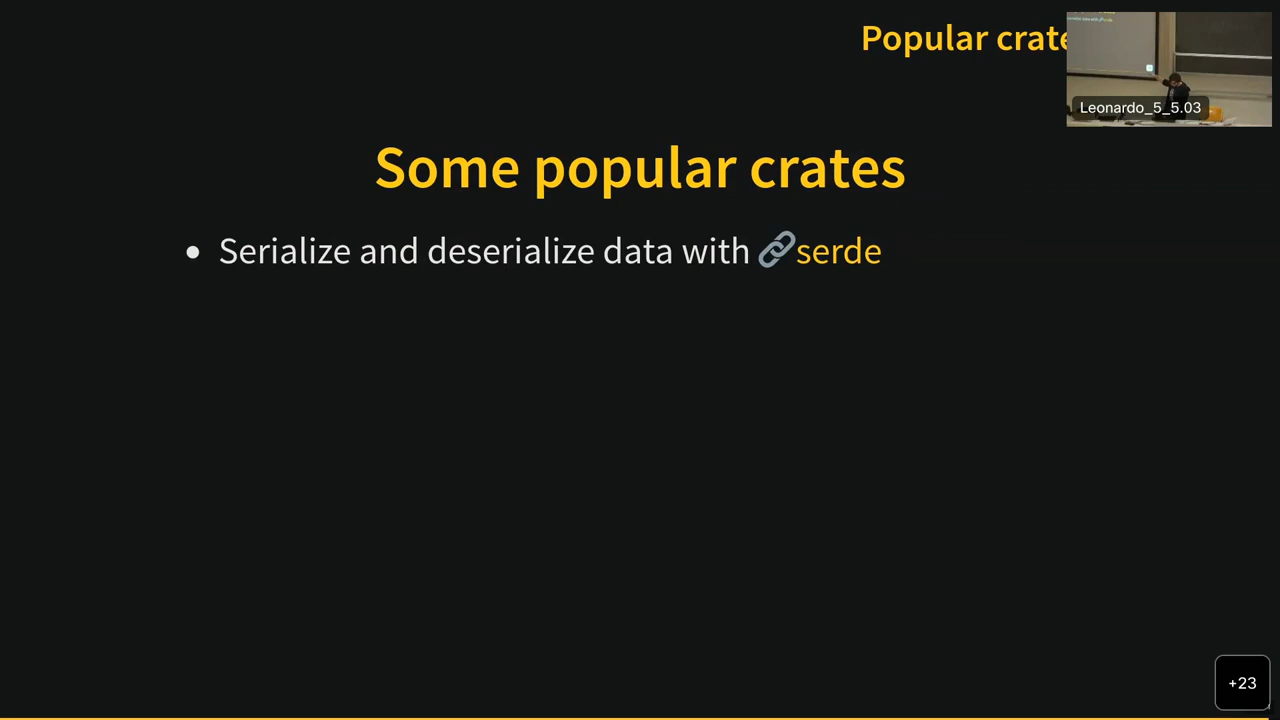 Popular crate
Leonardo_5_5.03
Some popular crates
• Serialize and deserialize data with 🔗serde
+23